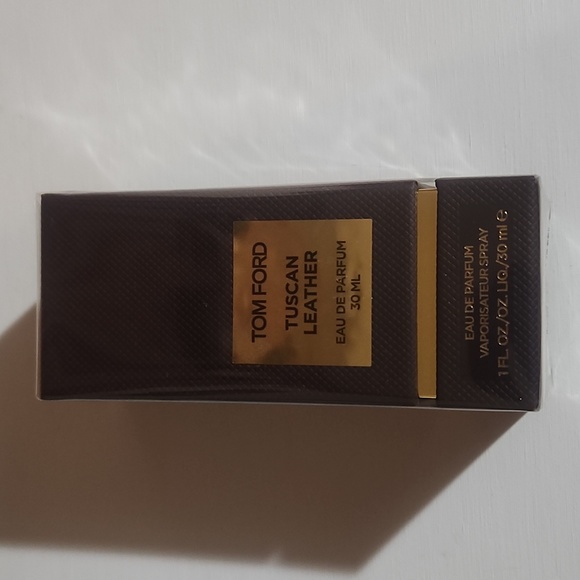 TOM FORD
TUSCAN
LEATHER
EAU DE PARFUM
30 ML
EAU DE PARFUM
VAPORISATEUR SPRAY
1 FL.OZ./OZ. LIQ./30 ml ℮